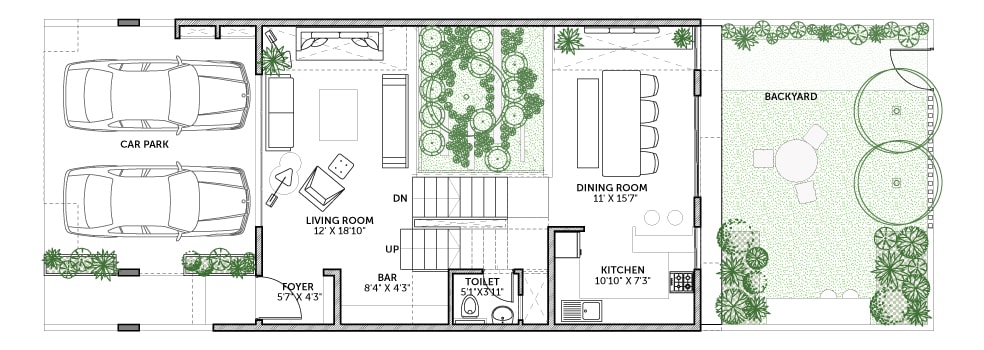 BACKYARD
CAR PARK
DINING ROOM
11' X 15'7"
DN
LIVING ROOM
12' X 18'10"
UP
KITCHEN
10'10" X 7'3"
BAR
8'4" X 4'3"
TOILET
5'1"X3'11"
FOYER
5'7" X 4'3"